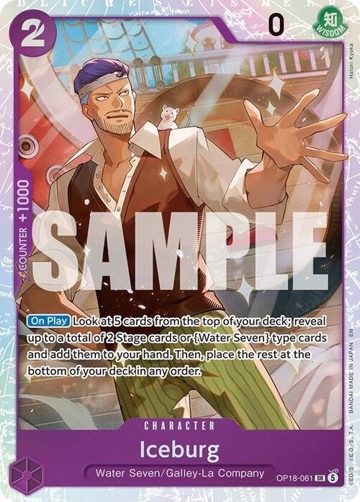 2
0
知
WISDOM
Hatori Kyoka
COUNTER +1000
SAMPLE
On Play Look at 5 cards from the top of your deck; reveal
up to a total of 2 Stage cards or {Water Seven} type cards
and add them to your hand. Then, place the rest at the
bottom of your deck in any order.
CHARACTER
Iceburg
Water Seven/Galley-La Company
OP18-061 SR 5
©E.S. ©E.O./S., T.A. BANDAI MADE IN JAPAN EN